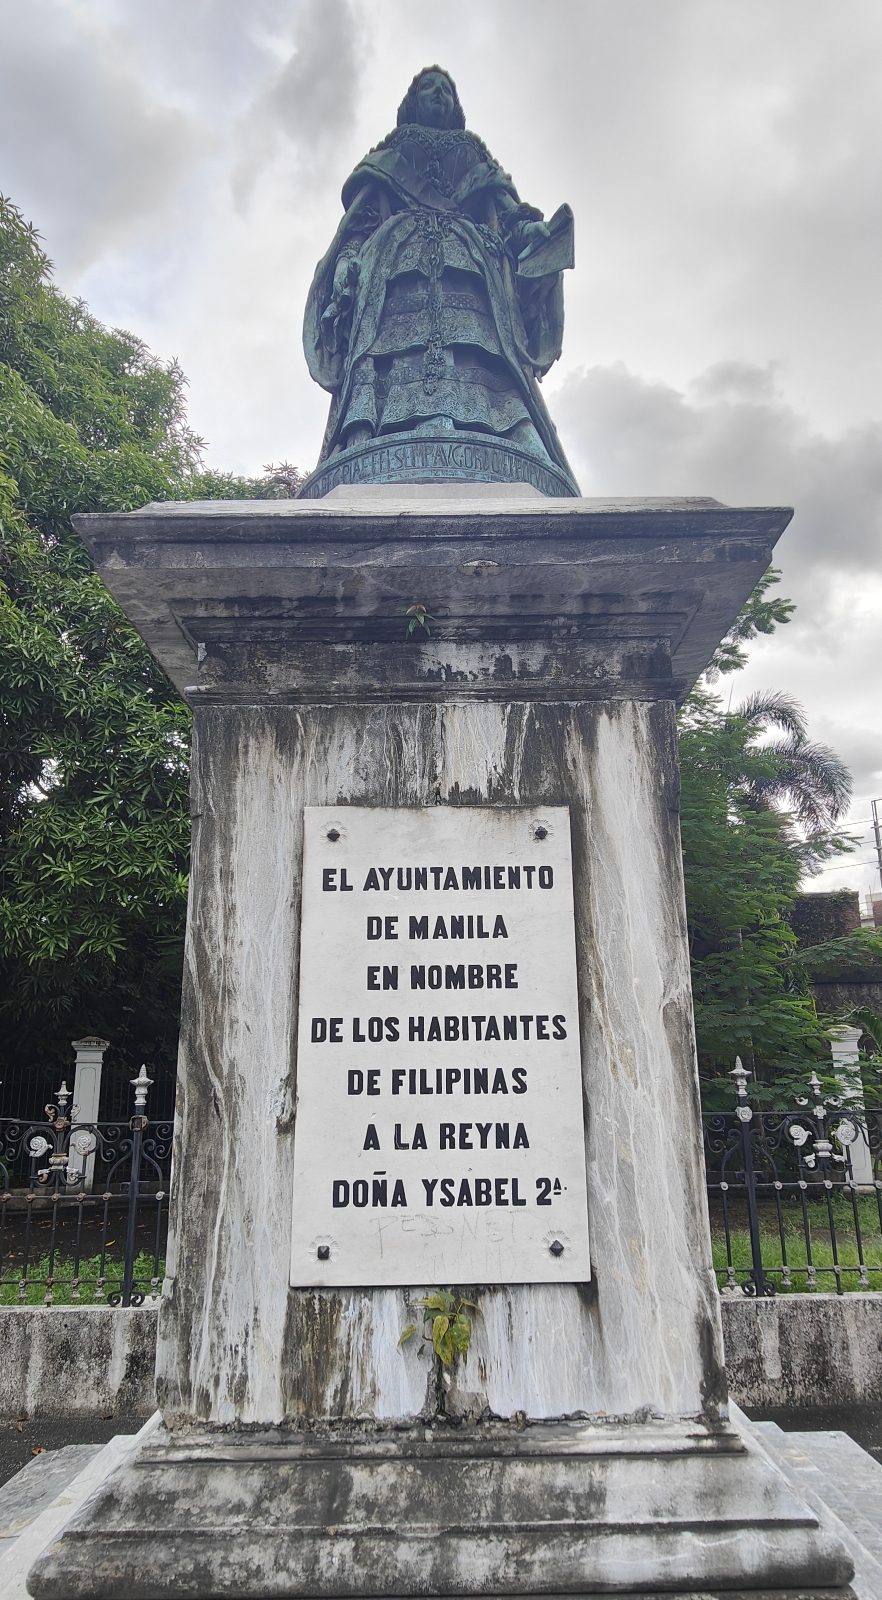 EL AYUNTAMIENTO
DE MANILA
EN NOMBRE
DE LOS HABITANTES
DE FILIPINAS
A LA REYNA
DOÑA YSABEL 2ª.